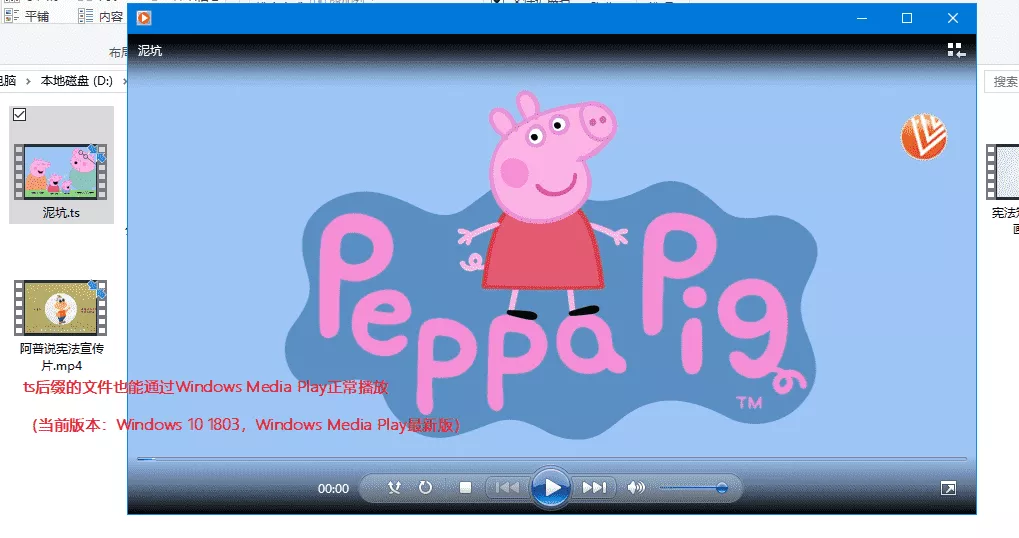 平铺
内容
布局
电脑
本地磁盘 (D:)
搜索
泥坑
泥坑.ts
阿普说宪法宣传
片.mp4
Peppa Pig
TM
ts后缀的文件也能通过Windows Media Play正常播放
(当前版本：Windows 10 1803，Windows Media Play最新版)
00:00